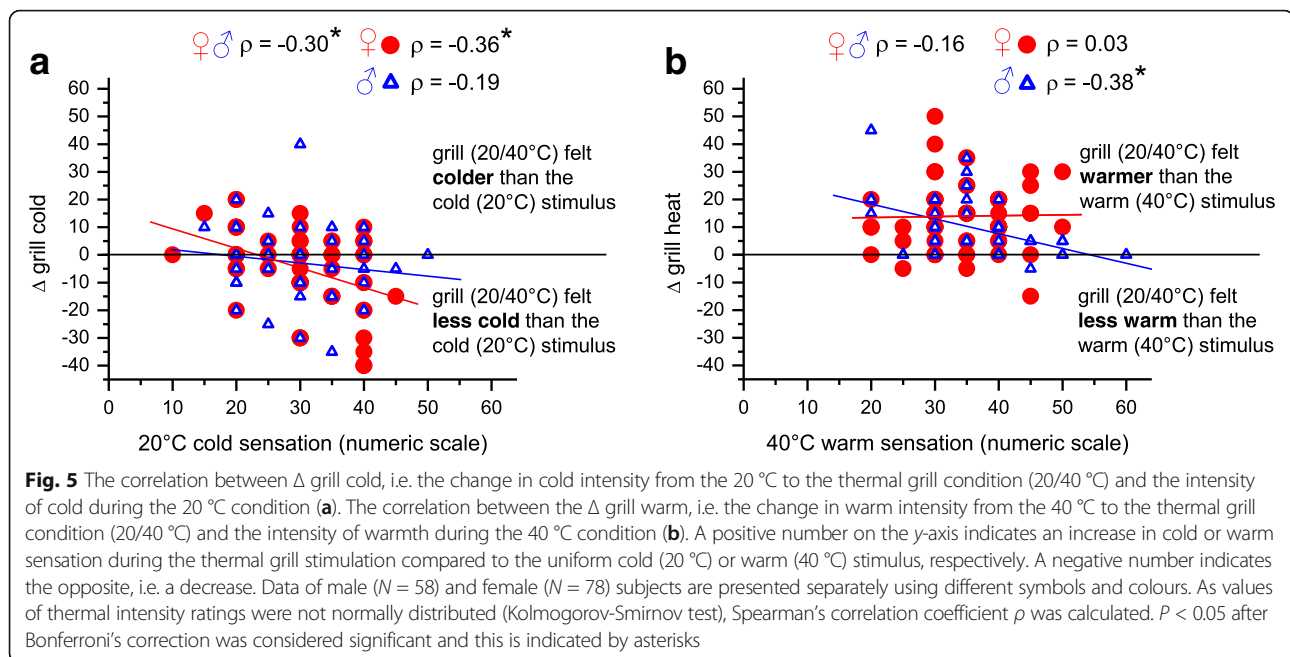 ♀♂ ρ = -0.30* ♀● ρ = -0.36*
♂△ ρ = -0.19
a
60
50
40
30
20
10
0
-10
-20
-30
-40
Δ grill cold
grill (20/40°C) felt
colder than the
cold (20°C) stimulus
grill (20/40°C) felt
less cold than the
cold (20°C) stimulus
0 10 20 30 40 50 60
20°C cold sensation (numeric scale)
♀♂ ρ = -0.16 ♀● ρ = 0.03
♂△ ρ = -0.38*
b
60
50
40
30
20
10
0
-10
-20
-30
-40
Δ grill heat
grill (20/40°C) felt
warmer than the
warm (40°C) stimulus
grill (20/40°C) felt
less warm than the
warm (40°C) stimulus
0 10 20 30 40 50 60
40°C warm sensation (numeric scale)
Fig. 5 The correlation between Δ grill cold, i.e. the change in cold intensity from the 20 °C to the thermal grill condition (20/40 °C) and the intensity
of cold during the 20 °C condition (a). The correlation between the Δ grill warm, i.e. the change in warm intensity from the 40 °C to the thermal grill
condition (20/40 °C) and the intensity of warmth during the 40 °C condition (b). A positive number on the y-axis indicates an increase in cold or warm
sensation during the thermal grill stimulation compared to the uniform cold (20 °C) or warm (40 °C) stimulus, respectively. A negative number indicates
the opposite, i.e. a decrease. Data of male (N = 58) and female (N = 78) subjects are presented separately using different symbols and colours. As values
of thermal intensity ratings were not normally distributed (Kolmogorov-Smirnov test), Spearman's correlation coefficient ρ was calculated. P < 0.05 after
Bonferroni's correction was considered significant and this is indicated by asterisks